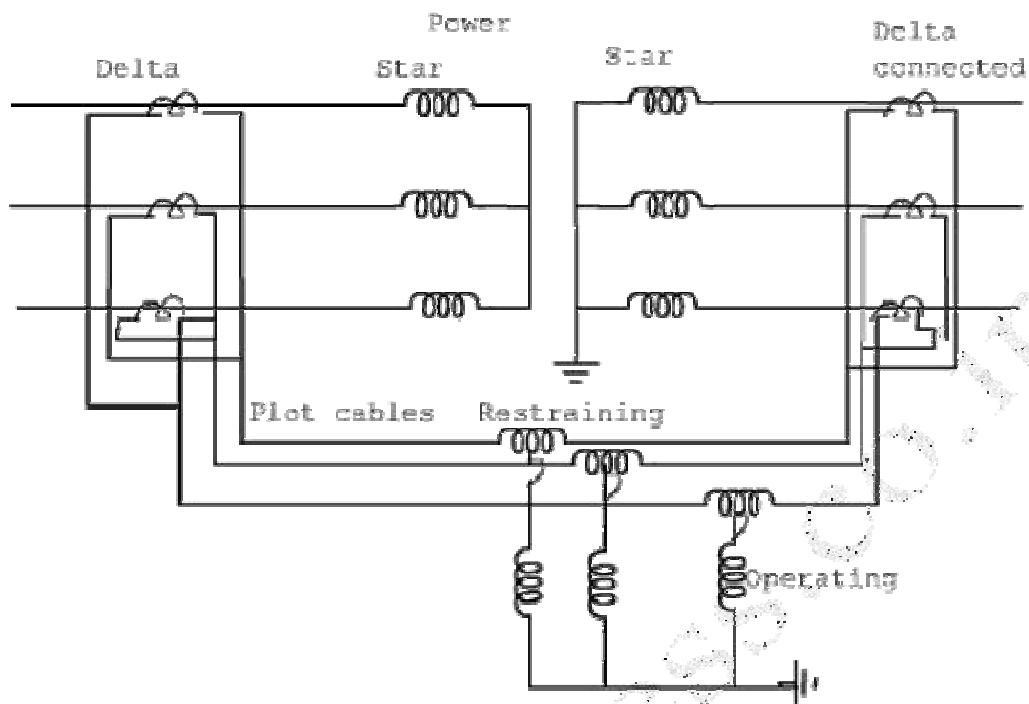 Power
Delta
Star
Star
Delta
connected
Plot cables
Restraining
Operating